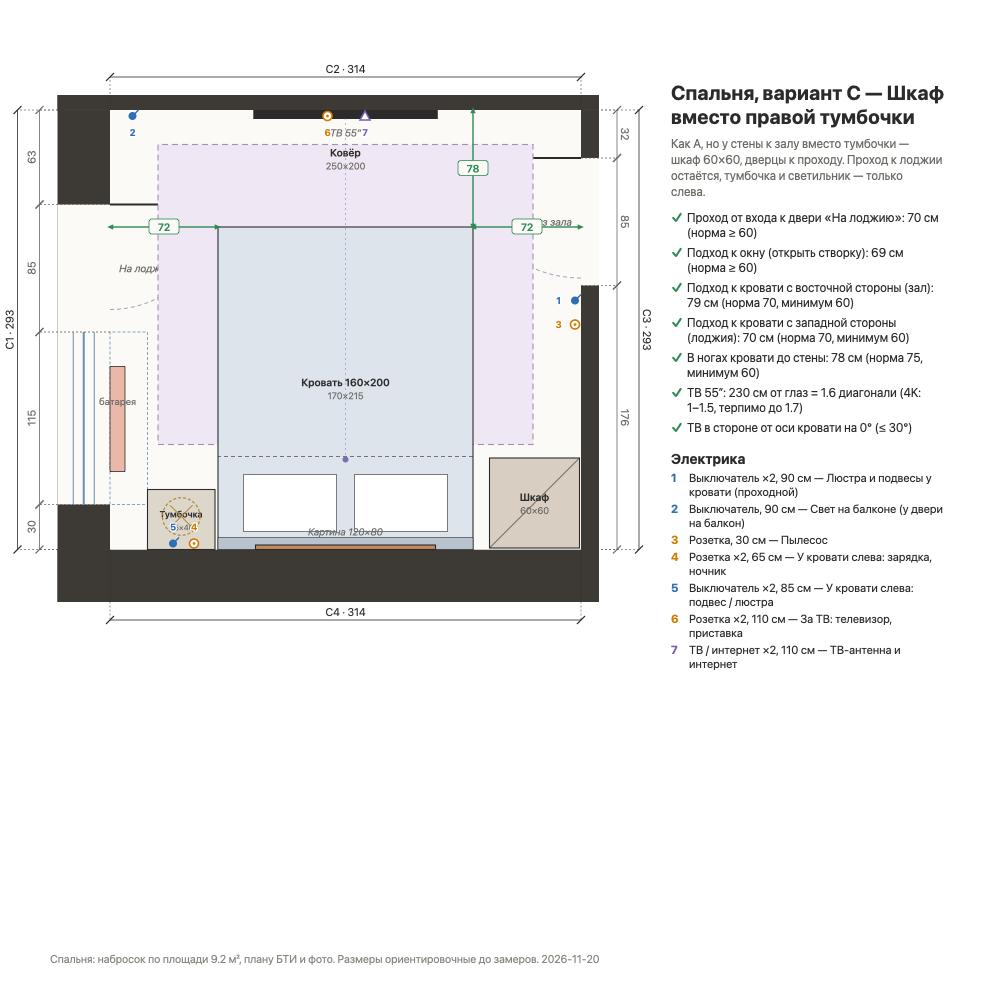 С2 · 314
2
6
ТВ 55″
7
Ковёр
250×200
78
72
72
з зала
На лодж
1
3
Кровать 160×200
170×215
батарея
Тумбочка
5
4
Шкаф
60×60
Картина 120×80
С4 · 314
63
85
115
30
С1 · 293
32
85
176
С3 · 293
Спальня, вариант C — Шкаф
вместо правой тумбочки
Как A, но у стены к залу вместо тумбочки —
шкаф 60×60, дверцы к проходу. Проход к лоджии
остаётся, тумбочка и светильник — только
слева.
Проход от входа к двери «На лоджию»: 70 см
(норма ≥ 60)
Подход к окну (открыть створку): 69 см
(норма ≥ 60)
Подход к кровати с восточной стороны (зал):
79 см (норма 70, минимум 60)
Подход к кровати с западной стороны
(лоджия): 70 см (норма 70, минимум 60)
В ногах кровати до стены: 78 см (норма 75,
минимум 60)
ТВ 55″: 230 см от глаз = 1.6 диагонали (4K:
1–1.5, терпимо до 1.7)
ТВ в стороне от оси кровати на 0° (≤ 30°)
Электрика
1 Выключатель ×2, 90 см — Люстра и подвесы у
кровати (проходной)
2 Выключатель, 90 см — Свет на балконе (у двери
на балкон)
3 Розетка, 30 см — Пылесос
4 Розетка ×2, 65 см — У кровати слева: зарядка,
ночник
5 Выключатель ×2, 85 см — У кровати слева:
подвес / люстра
6 Розетка ×2, 110 см — За ТВ: телевизор,
приставка
7 ТВ / интернет ×2, 110 см — ТВ-антенна и
интернет
Спальня: набросок по площади 9.2 м², плану БТИ и фото. Размеры ориентировочные до замеров. 2026-11-20